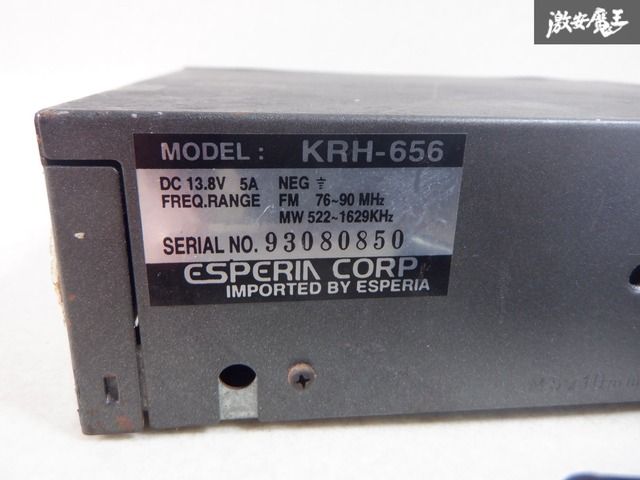 激安魔王
MODEL : KRH-656
DC 13.8V 5A NEG
FREQ.RANGE FM 76~90 MHz
MW 522~1629KHz
SERIAL NO. 93080850
ESPERIA CORP
IMPORTED BY ESPERIA